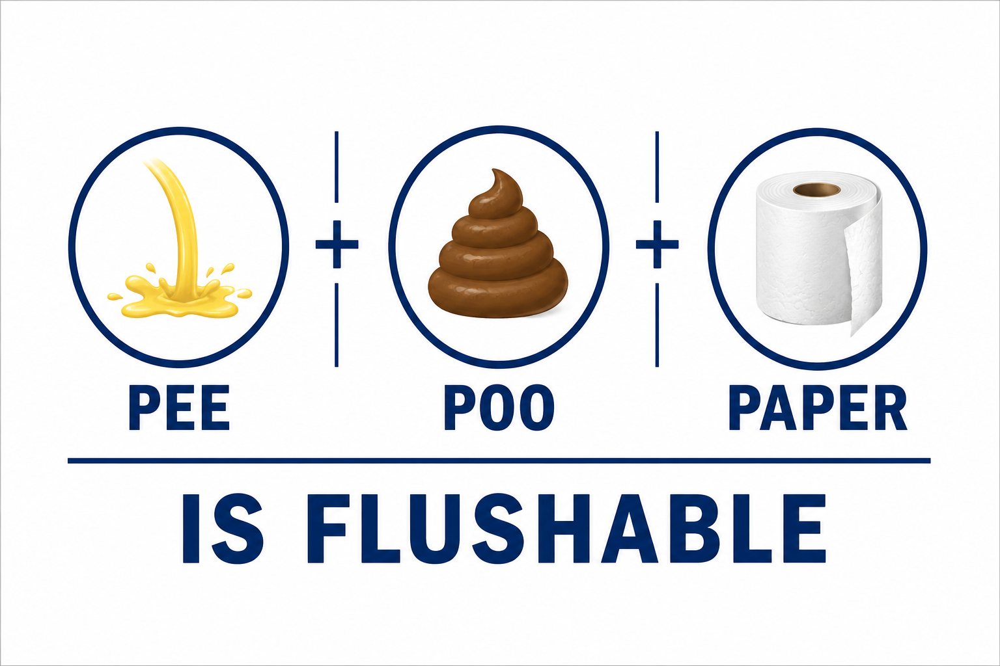 PEE + POO + PAPER
IS FLUSHABLE